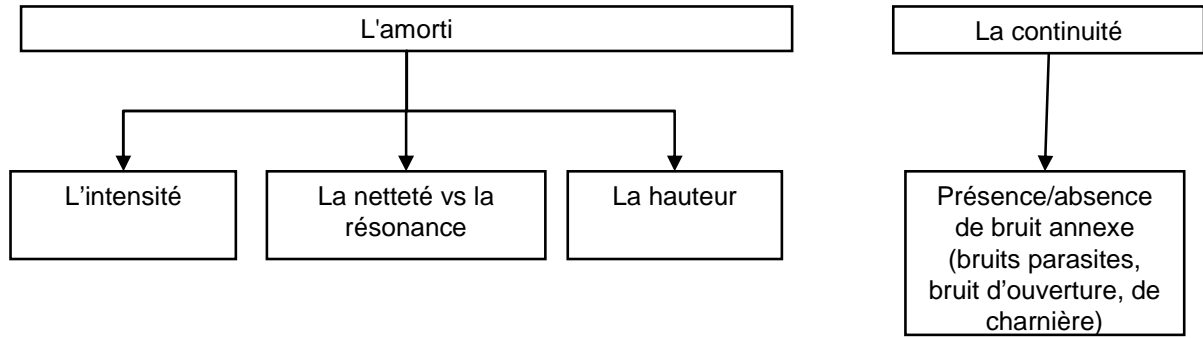 L'amorti
La continuité
L'intensité
La netteté vs la
résonance
La hauteur
Présence/absence
de bruit annexe
(bruits parasites,
bruit d'ouverture, de
charnière)